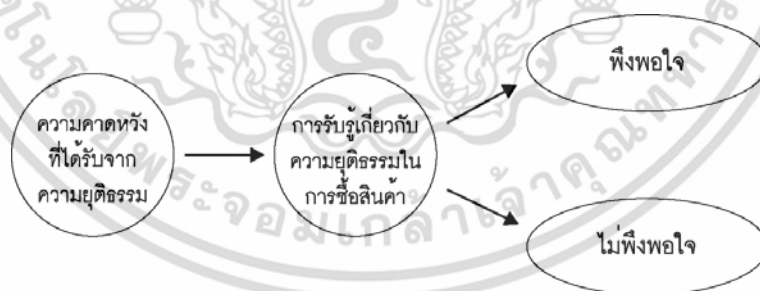 ความคาดหวัง
ที่ได้รับจาก
ความยุติธรรม
การรับรู้เกี่ยวกับ
ความยุติธรรมใน
การซื้อสินค้า
พึงพอใจ
ไม่พึงพอใจ